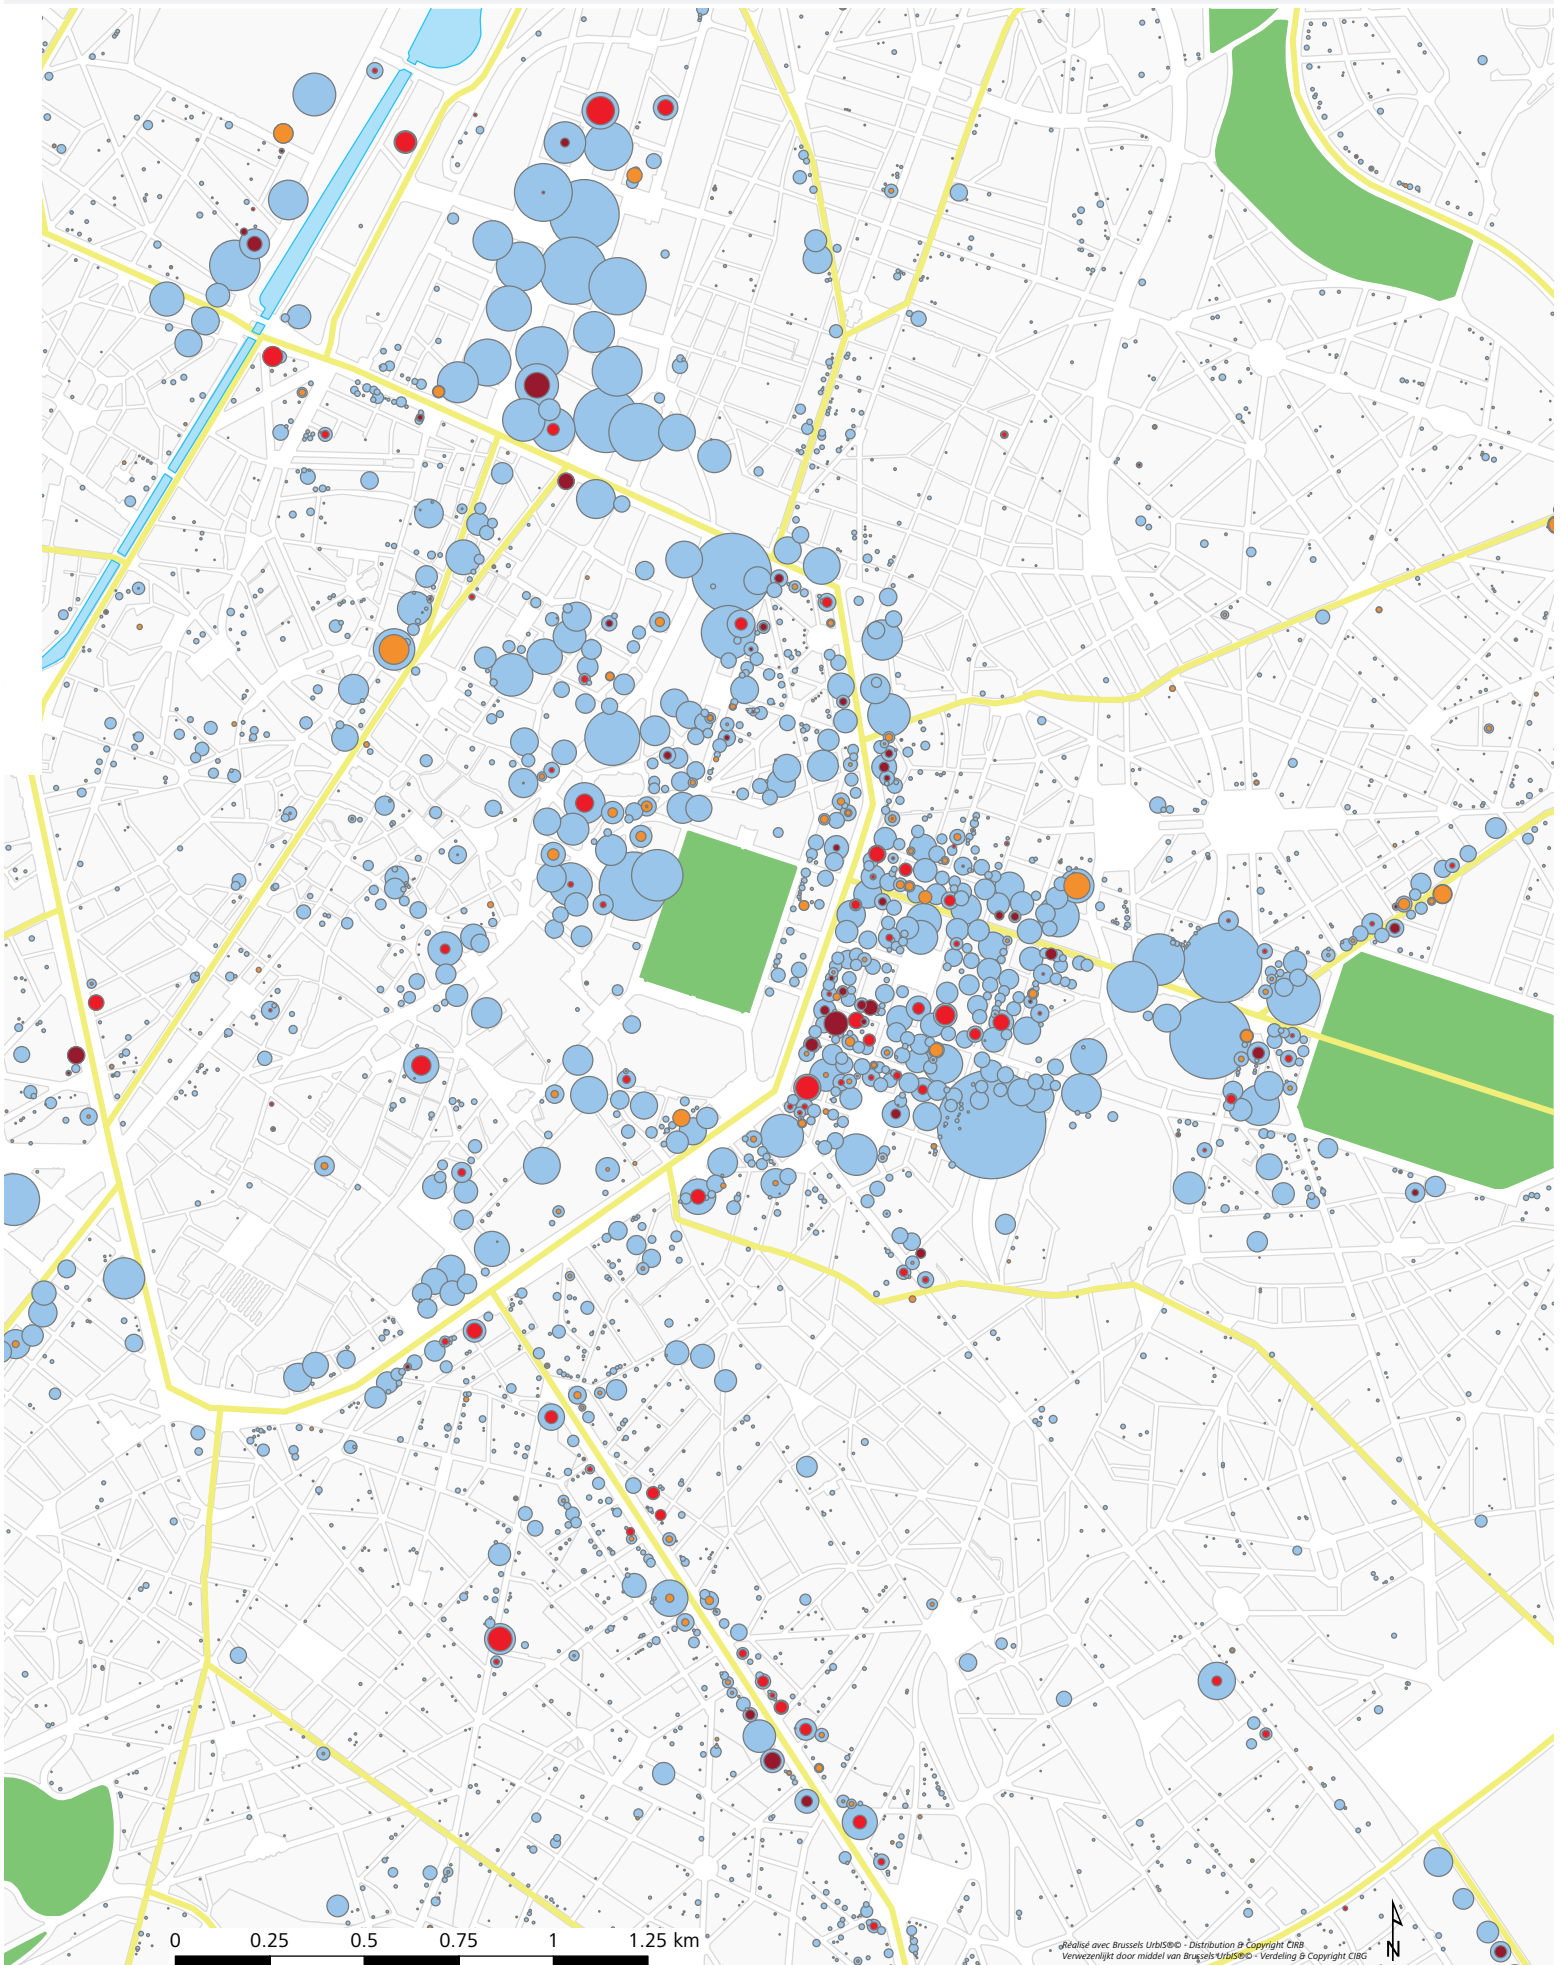 0 0.25 0.5 0.75 1 1.25 km
Réalisé avec Brussels UrbIS®© - Distribution & Copyright CIRB
Verwezenlijkt door middel van Brussels UrbIS®© - Verdeling & Copyright CIBG
N